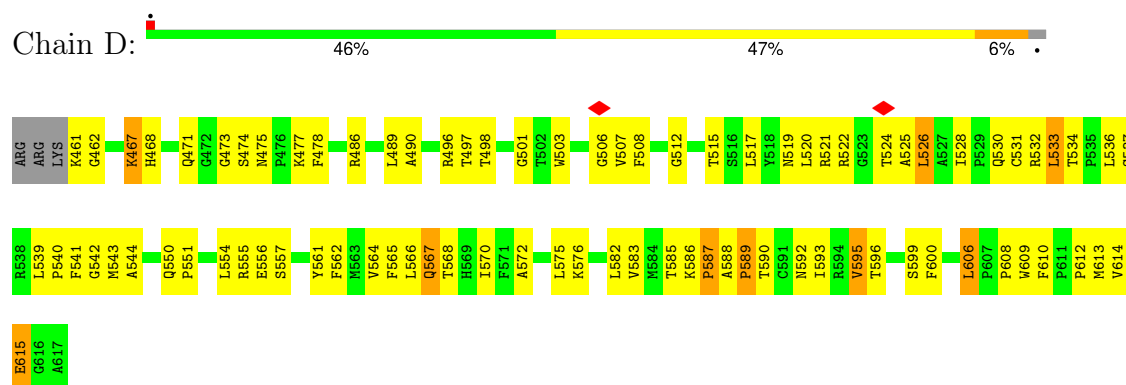 Chain D:
46% 47% 6%
ARG ARG LYS K461 G462 K467 H468 Q471 G472 G473 S474 N475 P476 K477 F478 R486 L489 A490 R496 T497 T498 G501 T502 W503 G506 V507 F508 G512 T515 S516 L517 Y518 N519 L520 R521 R522 G523 T524 A525 L526 A527 I528 P529 Q530 C531 R532 L533 T534 P535 L536
R538 L539 P540 F541 G542 M543 A544 Q550 P551 L554 R555 E556 S557 Y561 F562 M563 V564 F565 L566 Q567 T568 H569 I570 F571 A572 L575 K576 L582 V583 M584 T585 K586 P587 A588 P589 T590 C591 N592 I593 R594 V595 T596 S599 F600 L606 P607 P608 W609 F610 P611 P612 M613 V614
E615 G616 A617